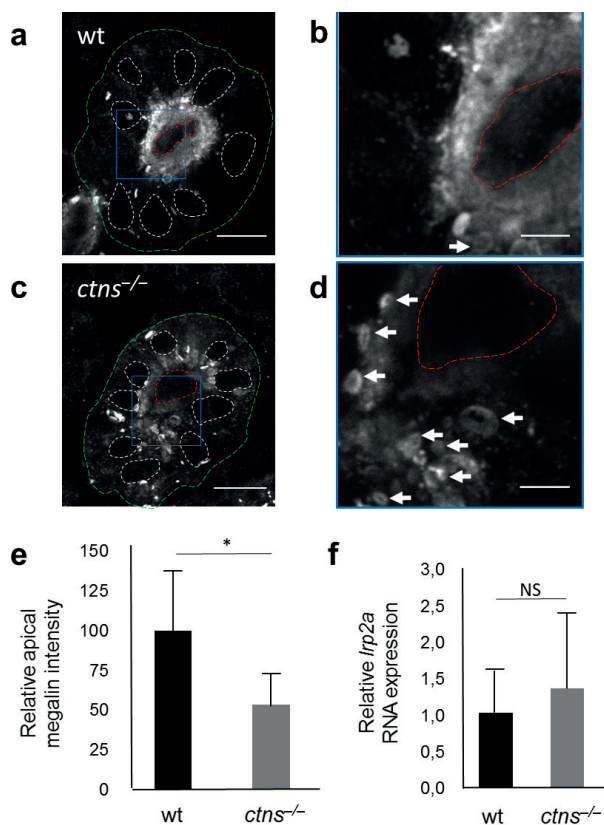 a wt
b
c ctns–/–
d
e
150
125
100
75
50
25
0
Relative apical
megalin intensity
*
wt ctns–/–
f
3,0
2,5
2,0
1,5
1,0
0,5
0,0
Relative lrp2a
RNA expression
NS
wt ctns–/–